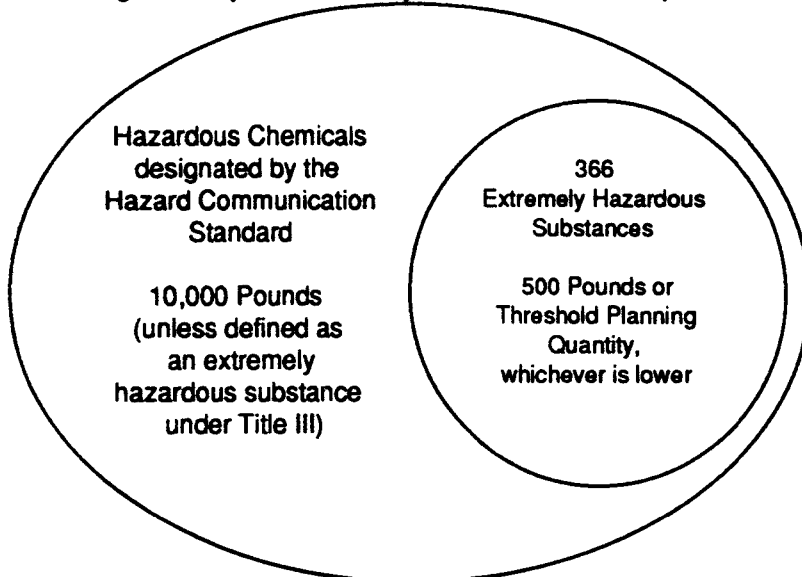 Hazardous Chemicals
designated by the
Hazard Communication
Standard
10,000 Pounds
(unless defined as
an extremely
hazardous substance
under Title III)
366
Extremely Hazardous
Substances
500 Pounds or
Threshold Planning
Quantity,
whichever is lower